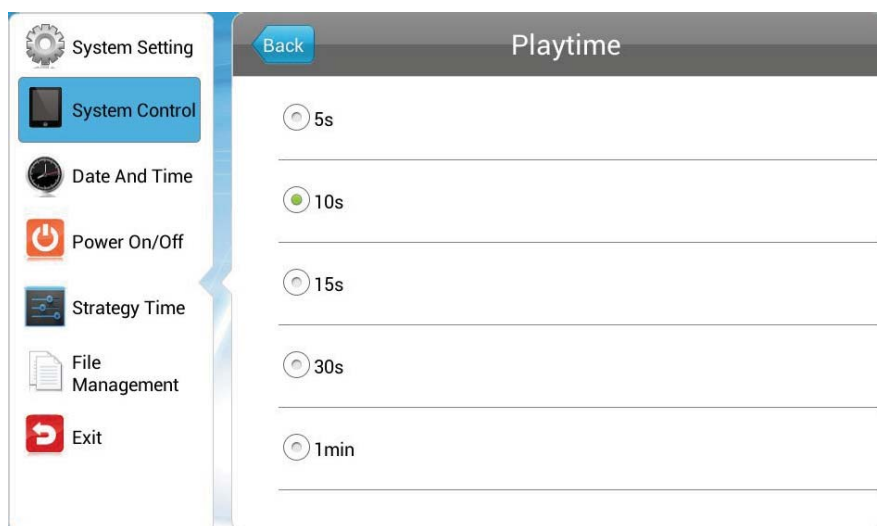 System Setting
System Control
Date And Time
Power On/Off
Strategy Time
File
Management
Exit
Back
Playtime
5s
10s
15s
30s
1min